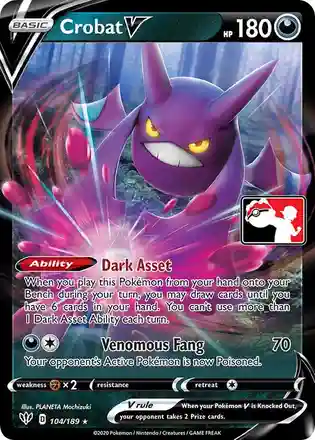 BASIC
Crobat V
HP 180
Ability Dark Asset
When you play this Pokémon from your hand onto your
Bench during your turn, you may draw cards until you
have 6 cards in your hand. You can't use more than
1 Dark Asset Ability each turn.
Venomous Fang 70
Your opponent's Active Pokémon is now Poisoned.
weakness ×2 resistance retreat
Illus. PLANETA Mochizuki
104/189 ★
V rule
When your Pokémon V is Knocked Out,
your opponent takes 2 Prize cards.
©2020 Pokémon / Nintendo / Creatures / GAME FREAK